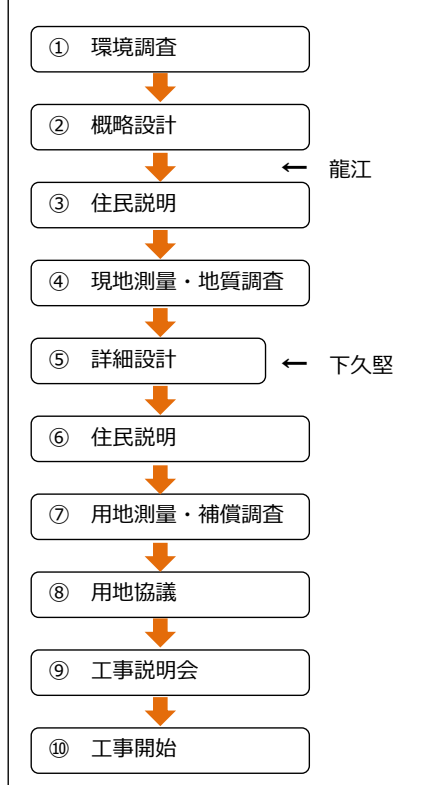 ① 環境調査
② 概略設計
← 龍江
③ 住民説明
④ 現地測量・地質調査
⑤ 詳細設計 ← 下久堅
⑥ 住民説明
⑦ 用地測量・補償調査
⑧ 用地協議
⑨ 工事説明会
⑩ 工事開始